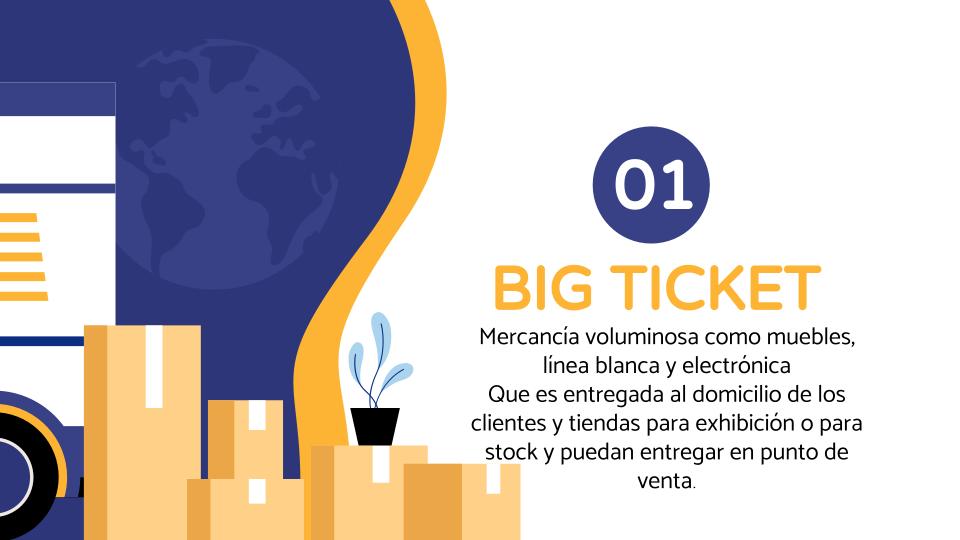 01
BIG TICKET
Mercancía voluminosa como muebles,
línea blanca y electrónica
Que es entregada al domicilio de los
clientes y tiendas para exhibición o para
stock y puedan entregar en punto de
venta.